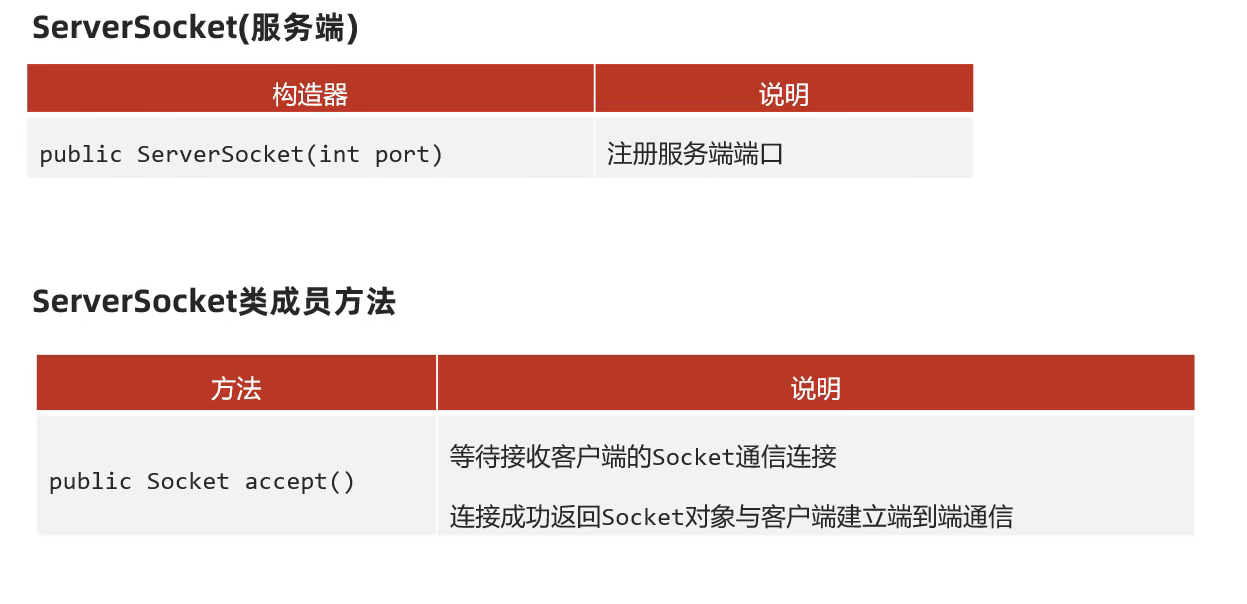 ServerSocket(服务端)
构造器 说明
public ServerSocket(int port) 注册服务端端口
ServerSocket类成员方法
方法 说明
等待接收客户端的Socket通信连接
public Socket accept()
连接成功返回Socket对象与客户端建立端到端通信